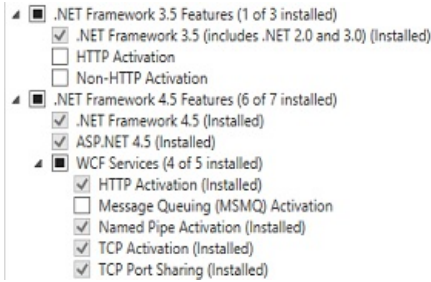 .NET Framework 3.5 Features (1 of 3 installed)
.NET Framework 3.5 (includes .NET 2.0 and 3.0) (Installed)
HTTP Activation
Non-HTTP Activation
.NET Framework 4.5 Features (6 of 7 installed)
.NET Framework 4.5 (Installed)
ASP.NET 4.5 (Installed)
WCF Services (4 of 5 installed)
HTTP Activation (Installed)
Message Queuing (MSMQ) Activation
Named Pipe Activation (Installed)
TCP Activation (Installed)
TCP Port Sharing (Installed)